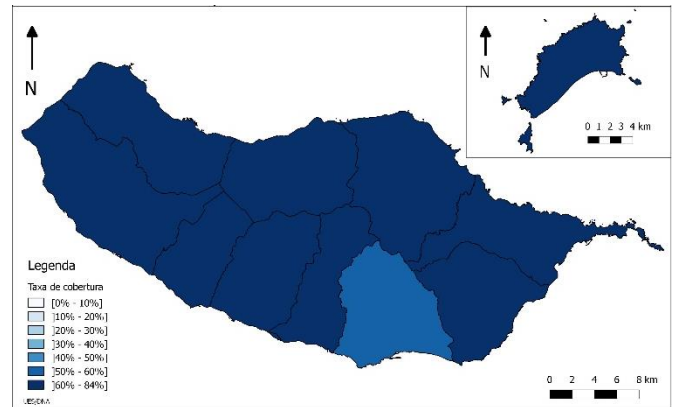 N
N
0 1 2 3 4 km
Legenda
Taxa de cobertura
[0% - 10%]
]10% - 20%]
]20% - 30%]
]30% - 40%]
]40% - 50%]
]50% - 60%]
]60% - 84%]
0 2 4 6 8 km